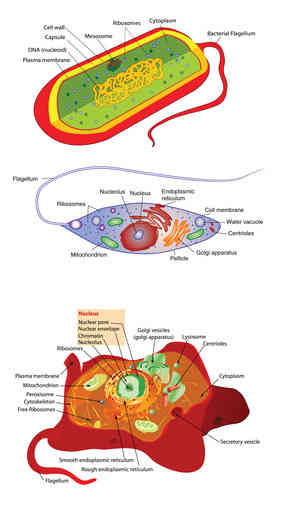 Ribosomes
Cytoplasm
Cell wall
Capsule
Mesosome
Bacterial Flagellum
DNA (nucleoid)
Plasma membrane
Flagellum
Ribosomes
Nucleolus
Nucleus
Endoplasmic
reticulum
Cell membrane
Water vacuole
Centrioles
Mitochondrion
Pellicle
Golgi apparatus
Nucleus
Nuclear pore
Nuclear envelope
Chromatin
Nucleolus
Ribosomes
Golgi vesicles
(golgi apparatus)
Lysosome
Centrioles
Plasma membrane
Mitochondrion
Peroxisome
Cytoskeleton
Free Ribosomes
Cytoplasm
Secretory vesicle
Smooth endoplasmic reticulum
Rough endoplasmic reticulum
Flagellum